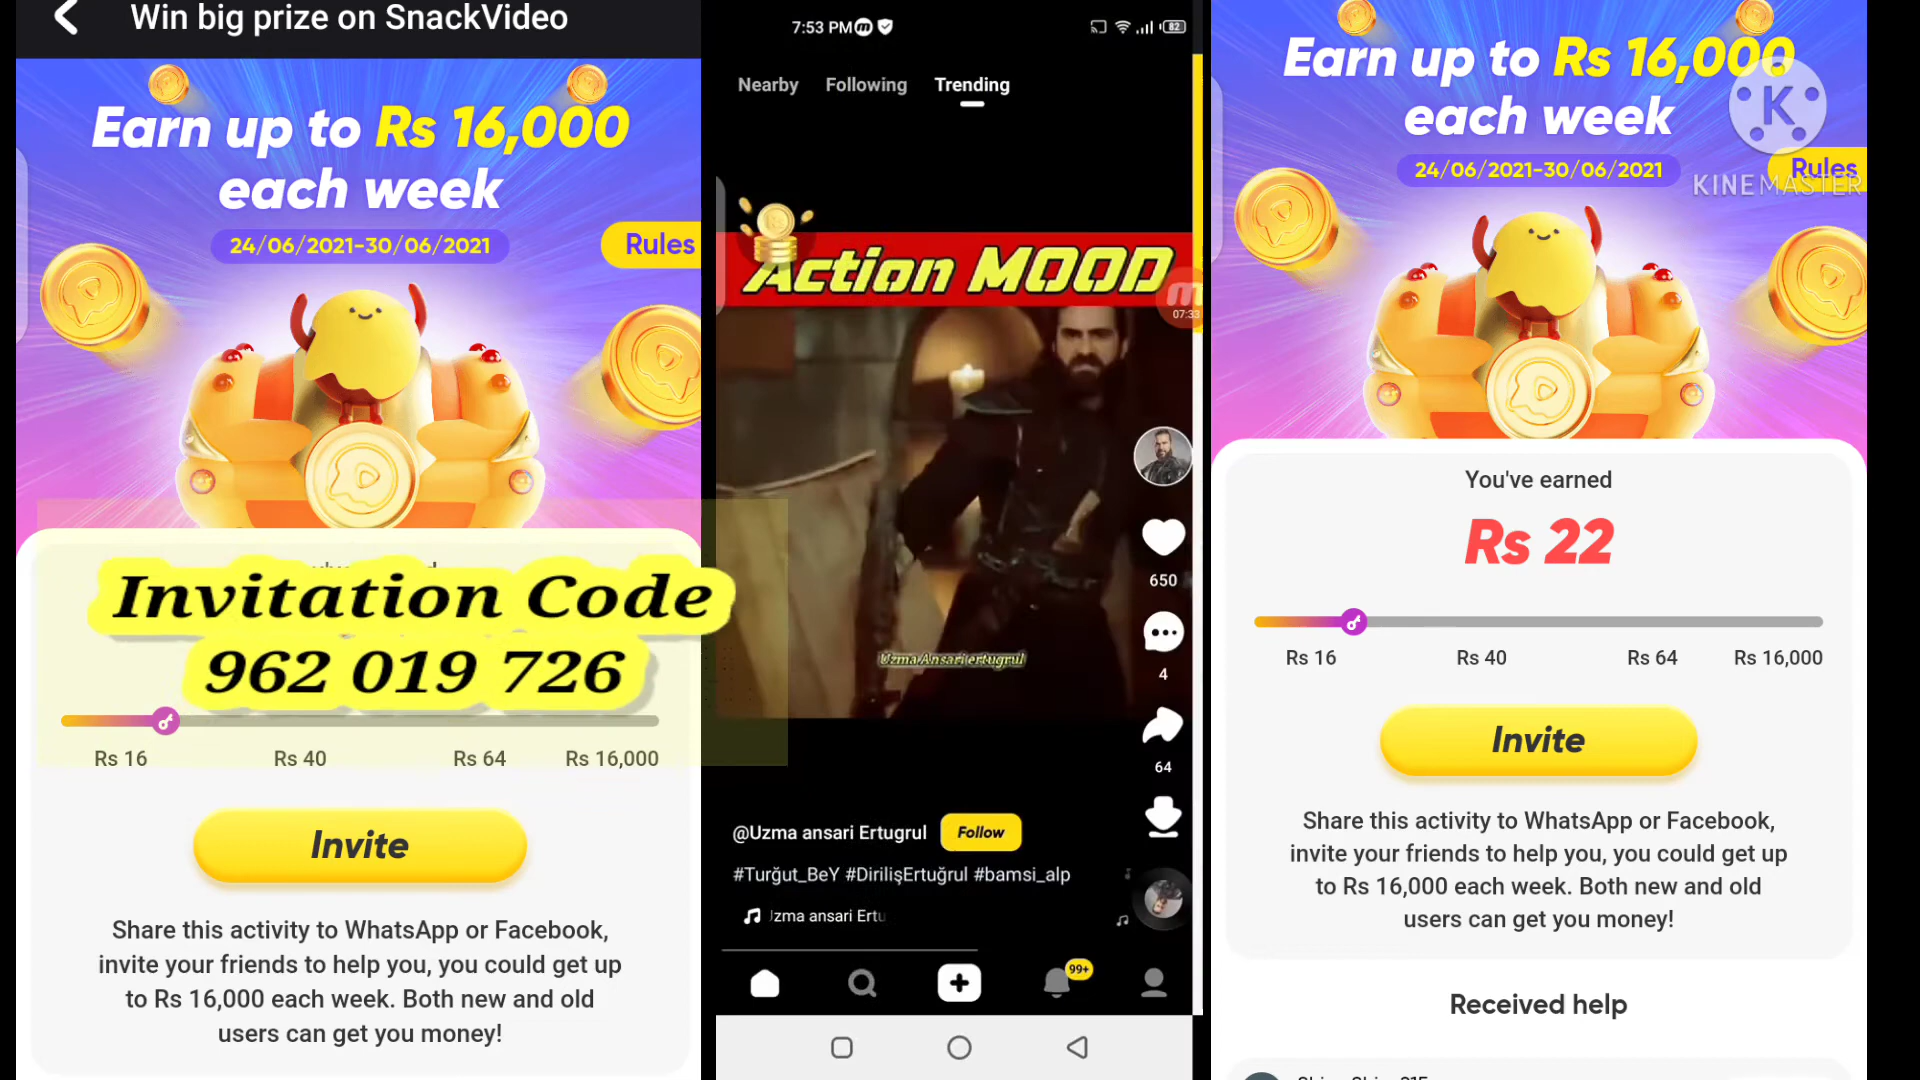 Win big prize on SnackVideo
Earn up to Rs 16,000
each week
24/06/2021-30/06/2021
Rules
Invitation Code
962 019 726
Rs 16
Rs 40
Rs 64
Rs 16,000
Invite
Share this activity to WhatsApp or Facebook,
invite your friends to help you, you could get up
to Rs 16,000 each week. Both new and old
users can get you money!
7:53 PM
82
Nearby
Following
Trending
Action MOOD
07:33
Uzma Ansari ertugrul
650
4
64
@Uzma ansari Ertugrul
Follow
#Turğut_BeY #DirilişErtuğrul #bamsi_alp
zma ansari Ertu
99+
Earn up to Rs 16,000
each week
24/06/2021-30/06/2021
Rules
K
KINEMASTER
You've earned
Rs 22
Rs 16
Rs 40
Rs 64
Rs 16,000
Invite
Share this activity to WhatsApp or Facebook,
invite your friends to help you, you could get up
to Rs 16,000 each week. Both new and old
users can get you money!
Received help